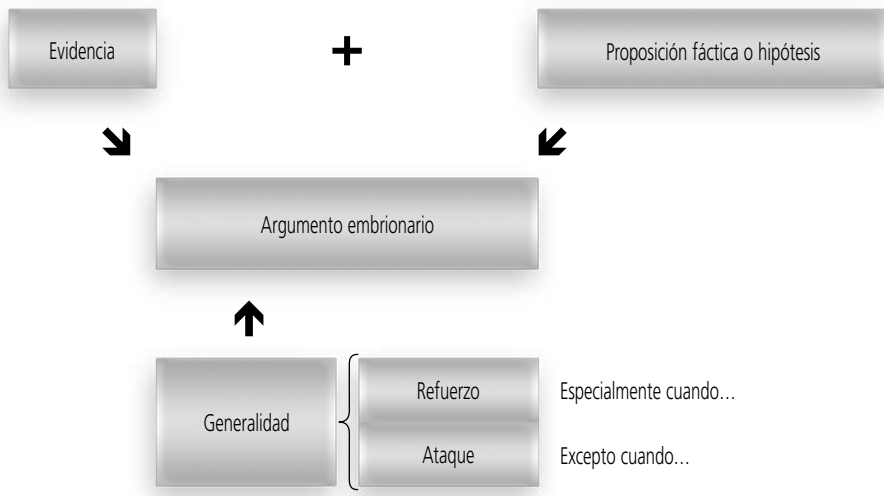 Evidencia
+
Proposición fáctica o hipótesis
Argumento embrionario
Generalidad
Refuerzo
Especialmente cuando…
Ataque
Excepto cuando…